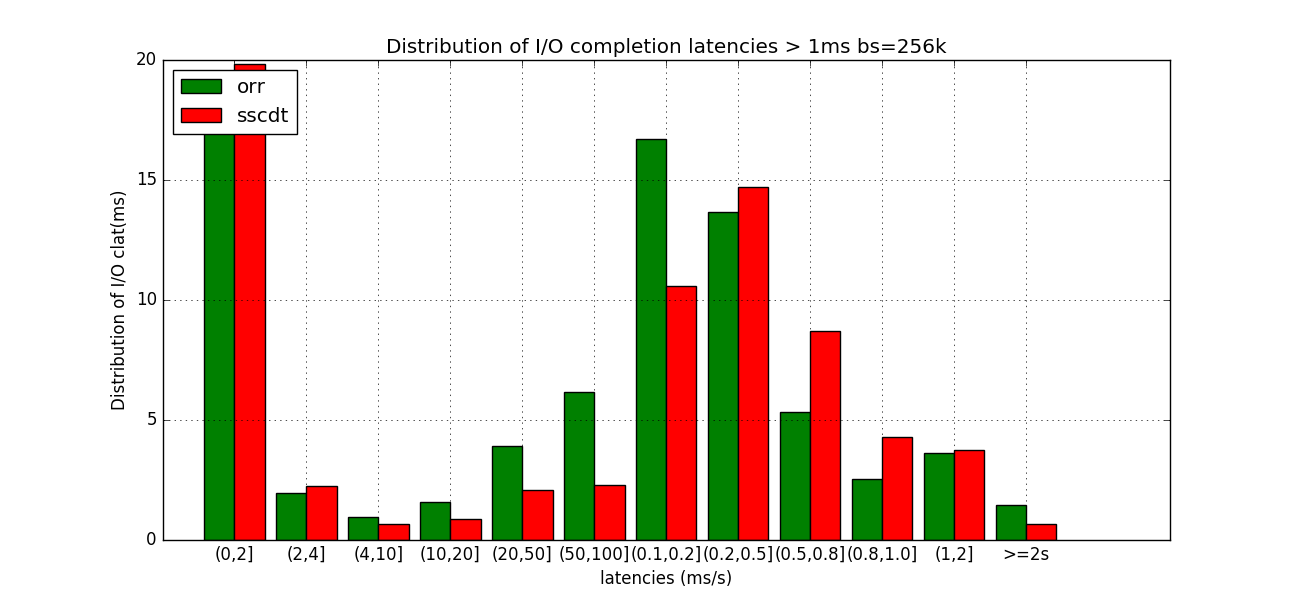 Distribution of I/O completion latencies > 1ms bs=256k
orr
sscdt
20
15
10
5
0
Distribution of I/O clat(ms)
(0,2] (2,4] (4,10] (10,20] (20,50] (50,100] (0.1,0.2] (0.2,0.5] (0.5,0.8] (0.8,1.0] (1,2] >=2s
latencies (ms/s)